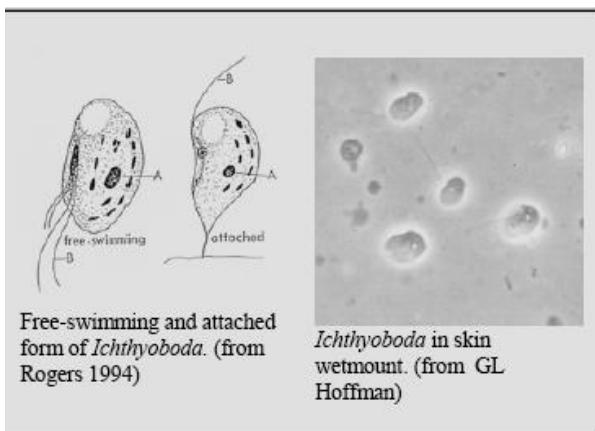 B
A
A
free-swimming
attached
B
Free-swimming and attached
form of Ichthyoboda. (from
Rogers 1994)
Ichthyoboda in skin
wetmount. (from GL
Hoffman)